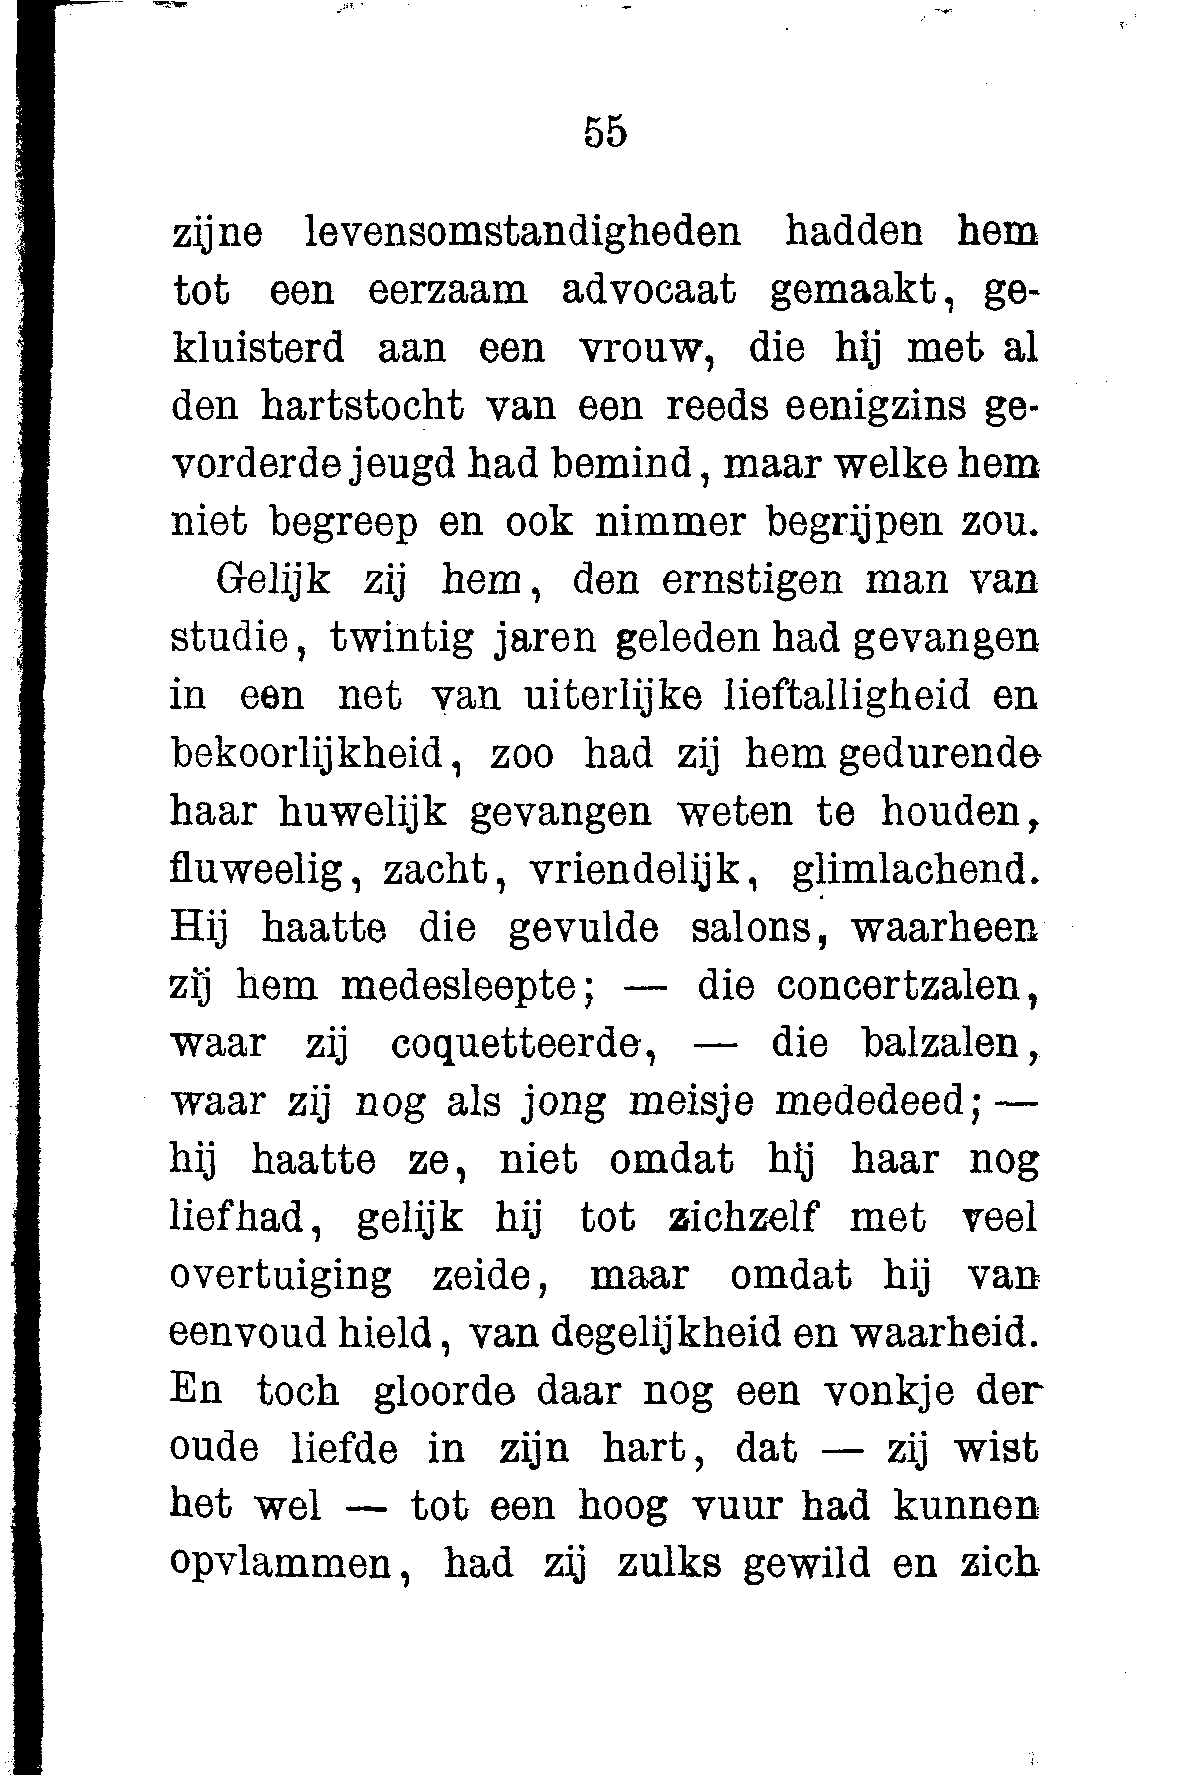 55
zijne levensomstandigheden hadden hem
tot een eerzaam advocaat gemaakt, ge-
kluisterd aan een vrouw, die hij met al
den hartstocht van een reeds eenigzins ge-
vorderde jeugd had bemind, maar welke hem
niet begreep en ook nimmer begrijpen zou.
Gelijk zij hem, den ernstigen man van
studie, twintig jaren geleden had gevangen
in een net van uiterlijke lieftalligheid en
bekoorlijkheid, zoo had zij hem gedurende
haar huwelijk gevangen weten te houden,
fluweelig, zacht, vriendelijk, glimlachend.
Hij haatte die gevulde salons, waarheen
zij hem medesleepte; — die concertzalen,
waar zij coquetteerde, — die balzalen,
waar zij nog als jong meisje mededeed; —
hij haatte ze, niet omdat hij haar nog
liefhad, gelijk hij tot zichzelf met veel
overtuiging zeide, maar omdat hij van
eenvoud hield, van degelijkheid en waarheid.
En toch gloorde daar nog een vonkje der
oude liefde in zijn hart, dat — zij wist
het wel — tot een hoog vuur had kunnen
opvlammen, had zij zulks gewild en zich